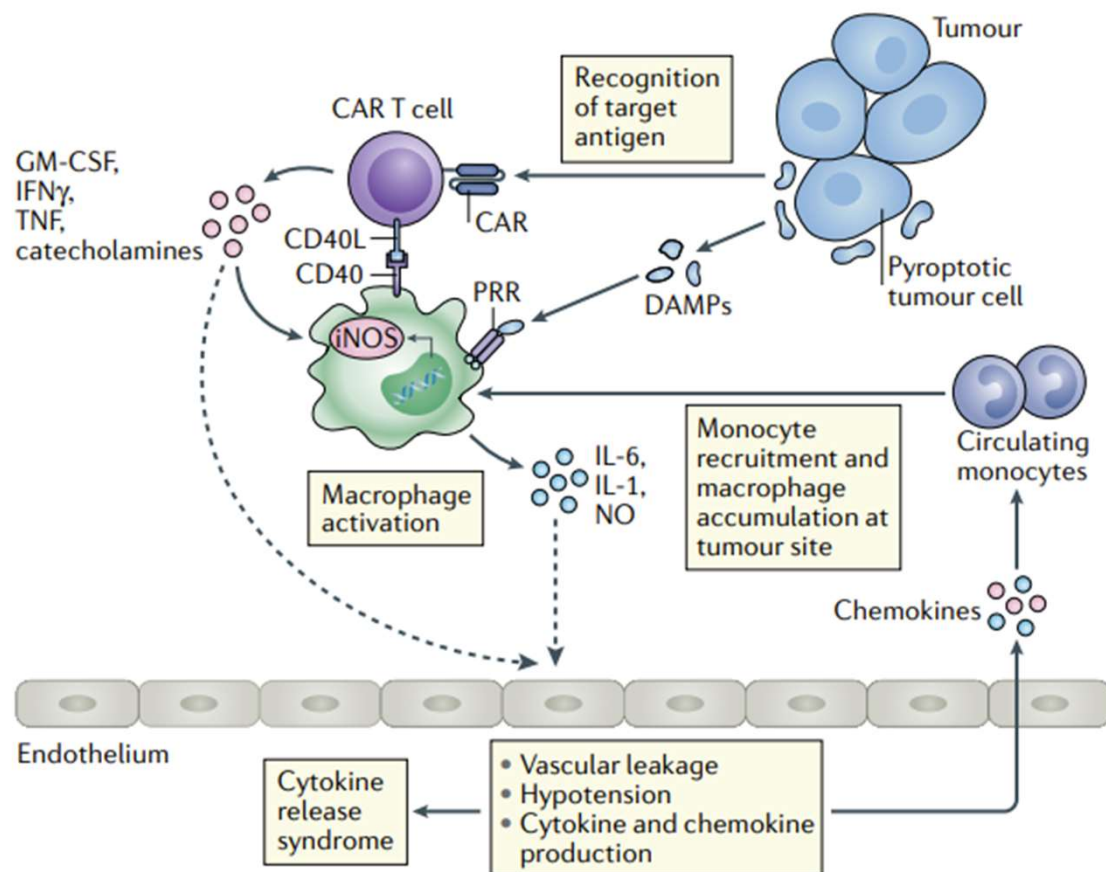 Tumour
Recognition
of target
antigen
CAR T cell
GM-CSF,
IFNγ,
TNF,
catecholamines
CAR
CD40L
CD40
PRR
DAMPs
Pyroptotic
tumour cell
iNOS
Circulating
monocytes
Monocyte
recruitment and
macrophage
accumulation at
tumour site
IL-6,
IL-1,
NO
Macrophage
activation
Chemokines
Endothelium
Cytokine
release
syndrome
• Vascular leakage
• Hypotension
• Cytokine and chemokine
production